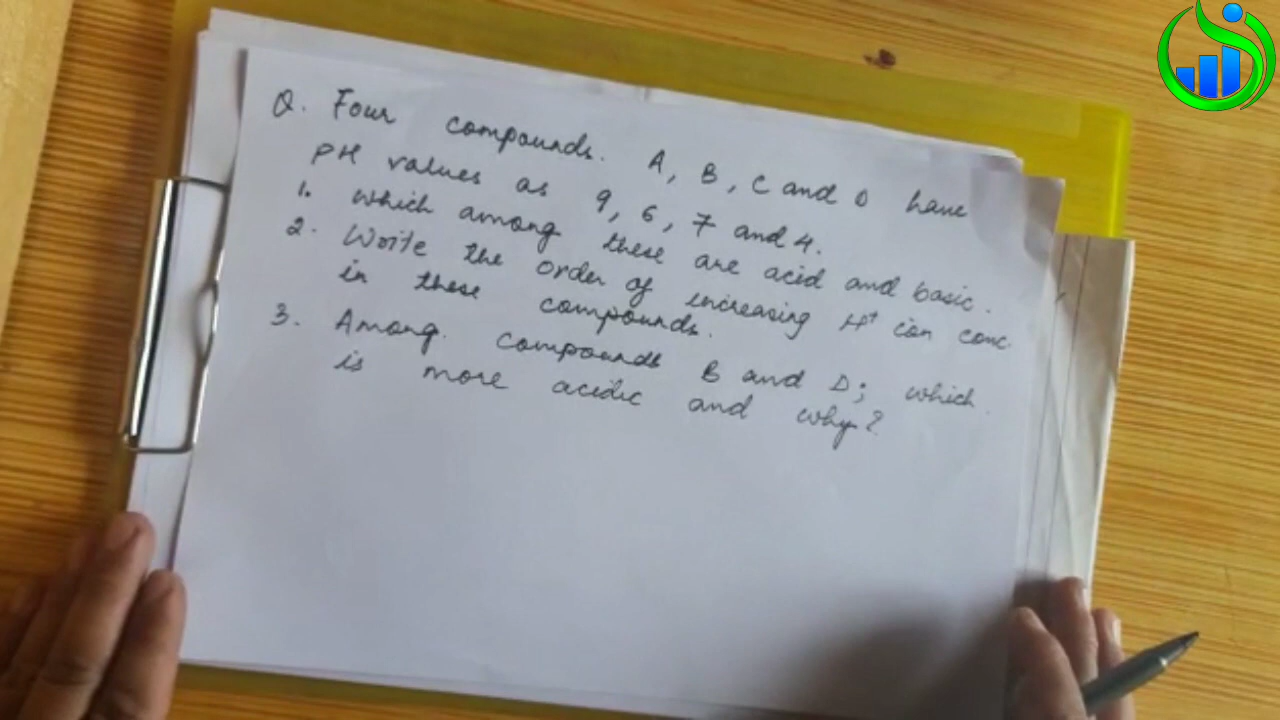 Q. Four compounds. A, B, C and D have
PH values as 9, 6, 7 and 4.
1. which among these are acid and basic.
2. Write the order of increasing H+ ion conc
in these compounds.
3. Among. compounds B and D; which.
is more acidic and why?